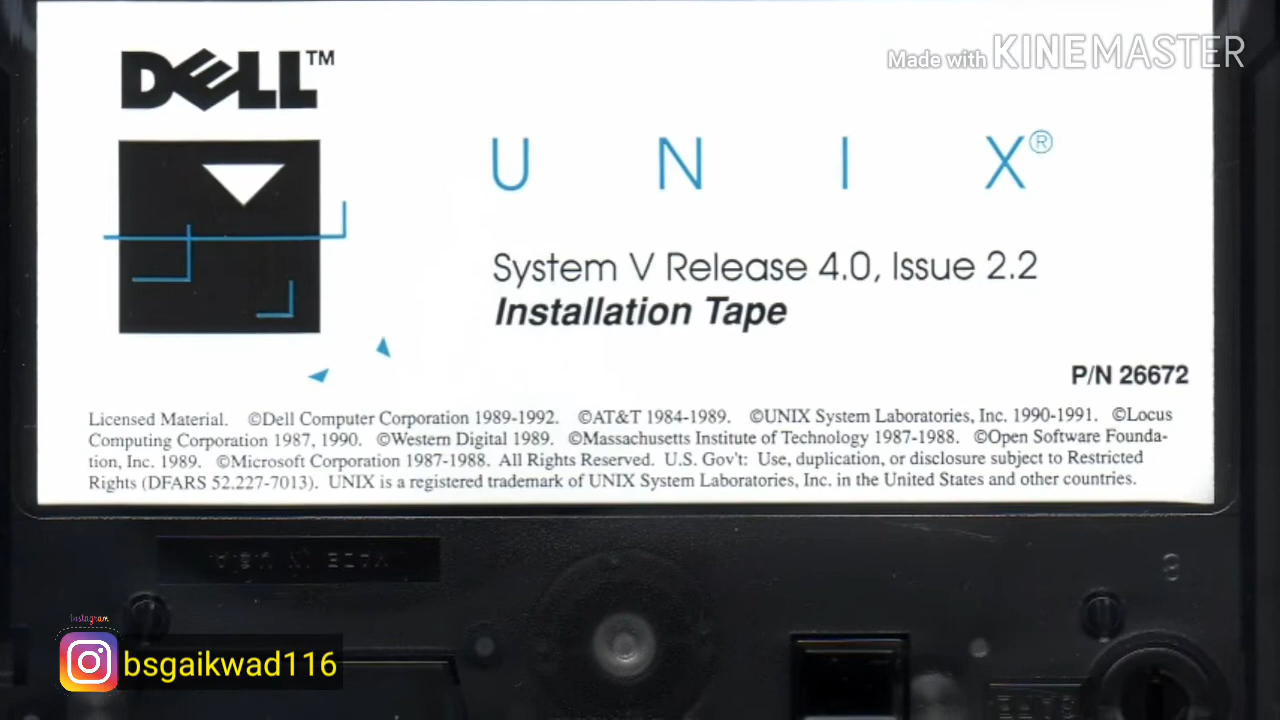 DELL™
Made with KINEMASTER
UNIX®
System V Release 4.0, Issue 2.2
Installation Tape
P/N 26672
Licensed Material. ©Dell Computer Corporation 1989-1992. ©AT&T 1984-1989. ©UNIX System Laboratories, Inc. 1990-1991. ©Locus
Computing Corporation 1987, 1990. ©Western Digital 1989. ©Massachusetts Institute of Technology 1987-1988. ©Open Software Founda-
tion, Inc. 1989. ©Microsoft Corporation 1987-1988. All Rights Reserved. U.S. Gov't: Use, duplication, or disclosure subject to Restricted
Rights (DFARS 52.227-7013). UNIX is a registered trademark of UNIX System Laboratories, Inc. in the United States and other countries.
Instagram
bsgaikwad116